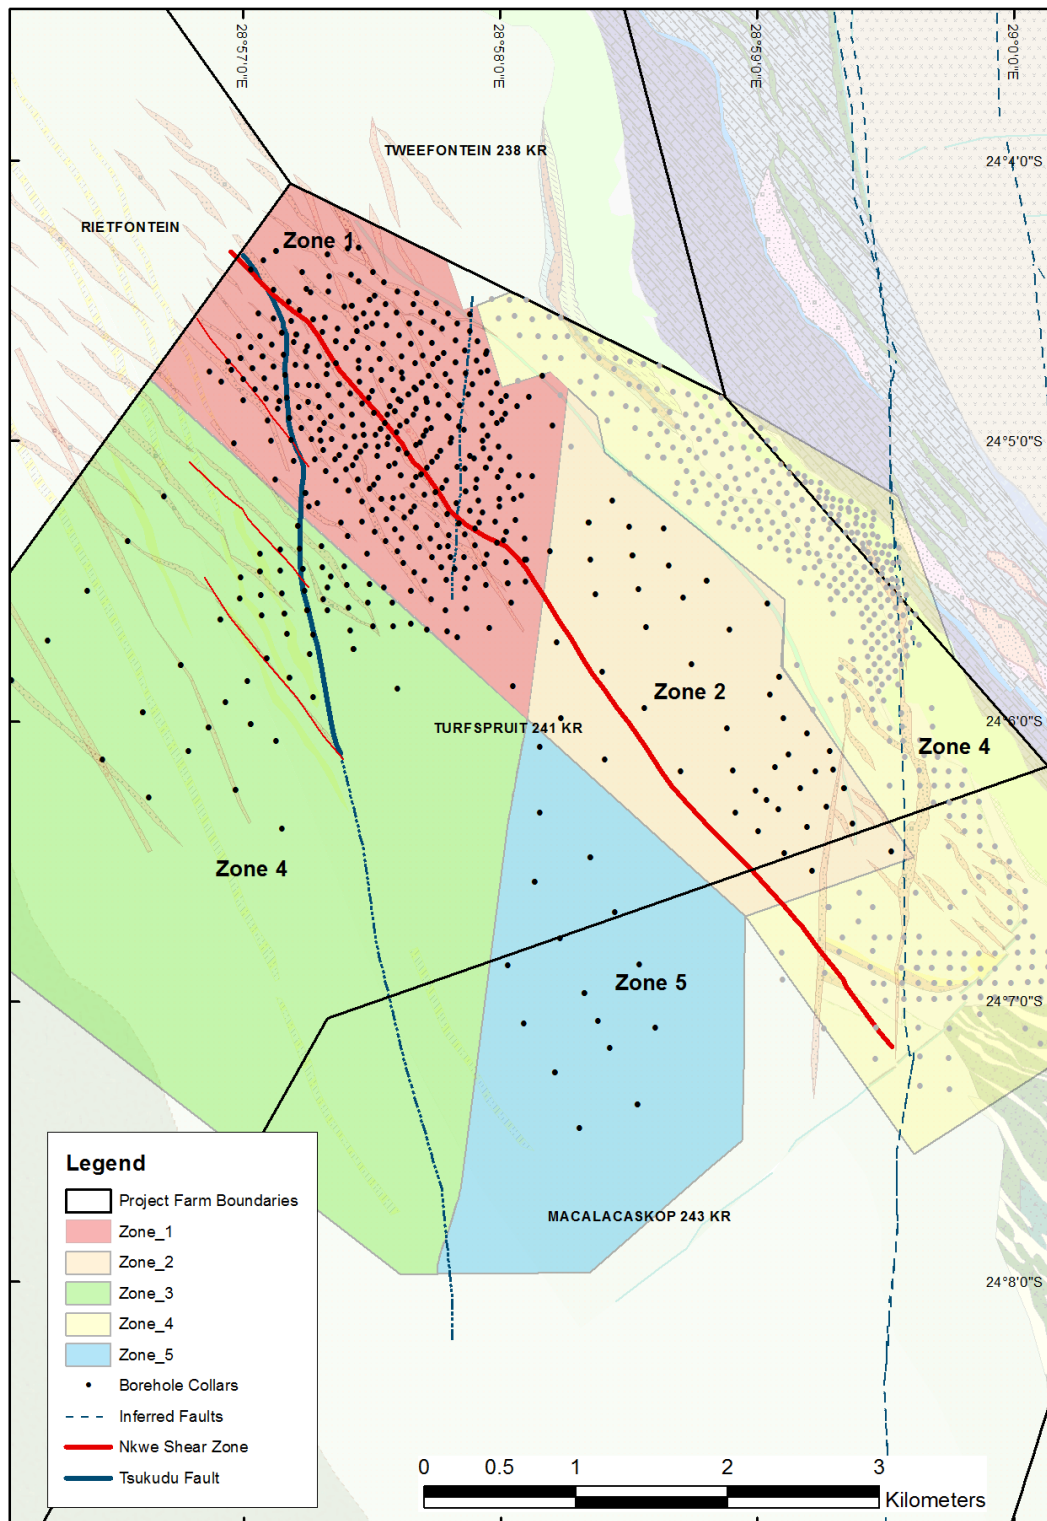 28°57'0"E
28°58'0"E
28°59'0"E
29°0'0"E
TWEEFONTEIN 238 KR
24°4'0"S
RIETFONTEIN
Zone 1
24°5'0"S
Zone 2
24°6'0"S
TURFSPRUIT 241 KR
Zone 4
Zone 4
Zone 5
24°7'0"S
Legend
Project Farm Boundaries
Zone_1
Zone_2
Zone_3
Zone_4
Zone_5
Borehole Collars
Inferred Faults
Nkwe Shear Zone
Tsukudu Fault
MACALACASKOP 243 KR
24°8'0"S
0 0.5 1 2 3
Kilometers